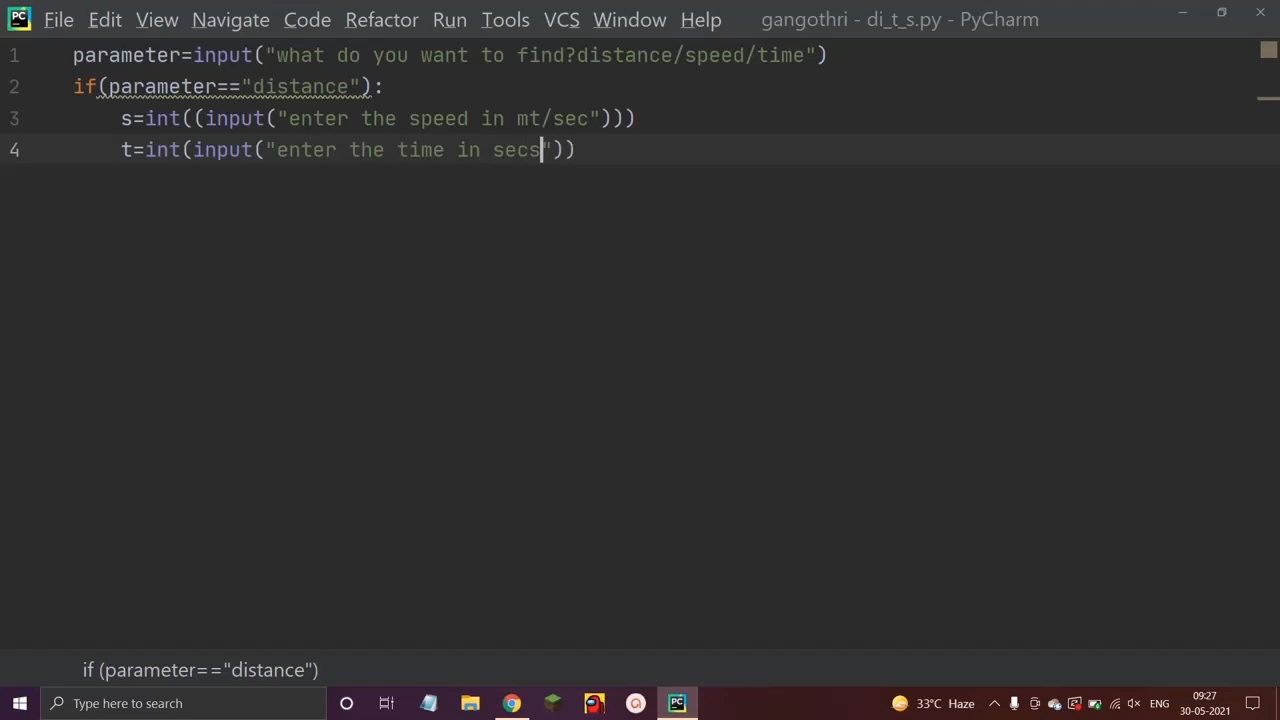 PC File Edit View Navigate Code Refactor Run Tools VCS Window Help gangothri - di_t_s.py - PyCharm
1 parameter=input("what do you want to find?distance/speed/time")
2 if(parameter=="distance"):
3 s=int((input("enter the speed in mt/sec")))
4 t=int(input("enter the time in secs"))
if (parameter=="distance")
Type here to search PC 33°C Haze ENG 09:27
30-05-2021